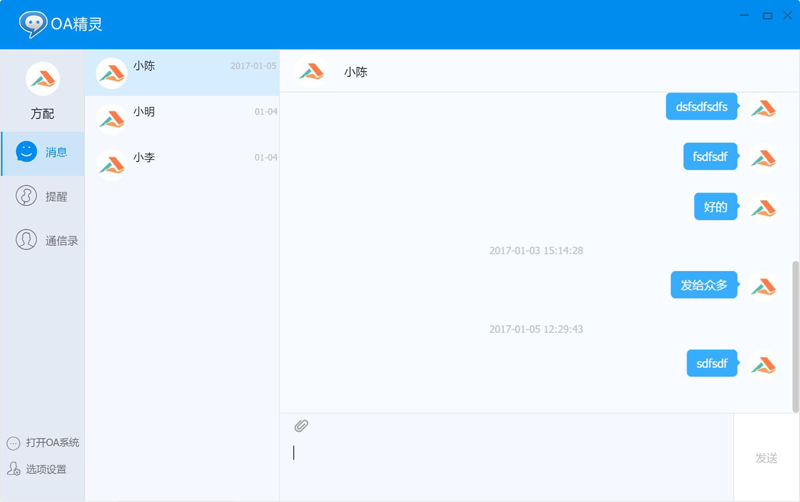 OA精灵
方配
消息
提醒
通信录
打开OA系统
选项设置
小陈 2017-01-05
小明 01-04
小李 01-04
小陈
dsfsdfsdfs
fsdfsdf
好的
2017-01-03 15:14:28
发给众多
2017-01-05 12:29:43
sdfsdf
发送